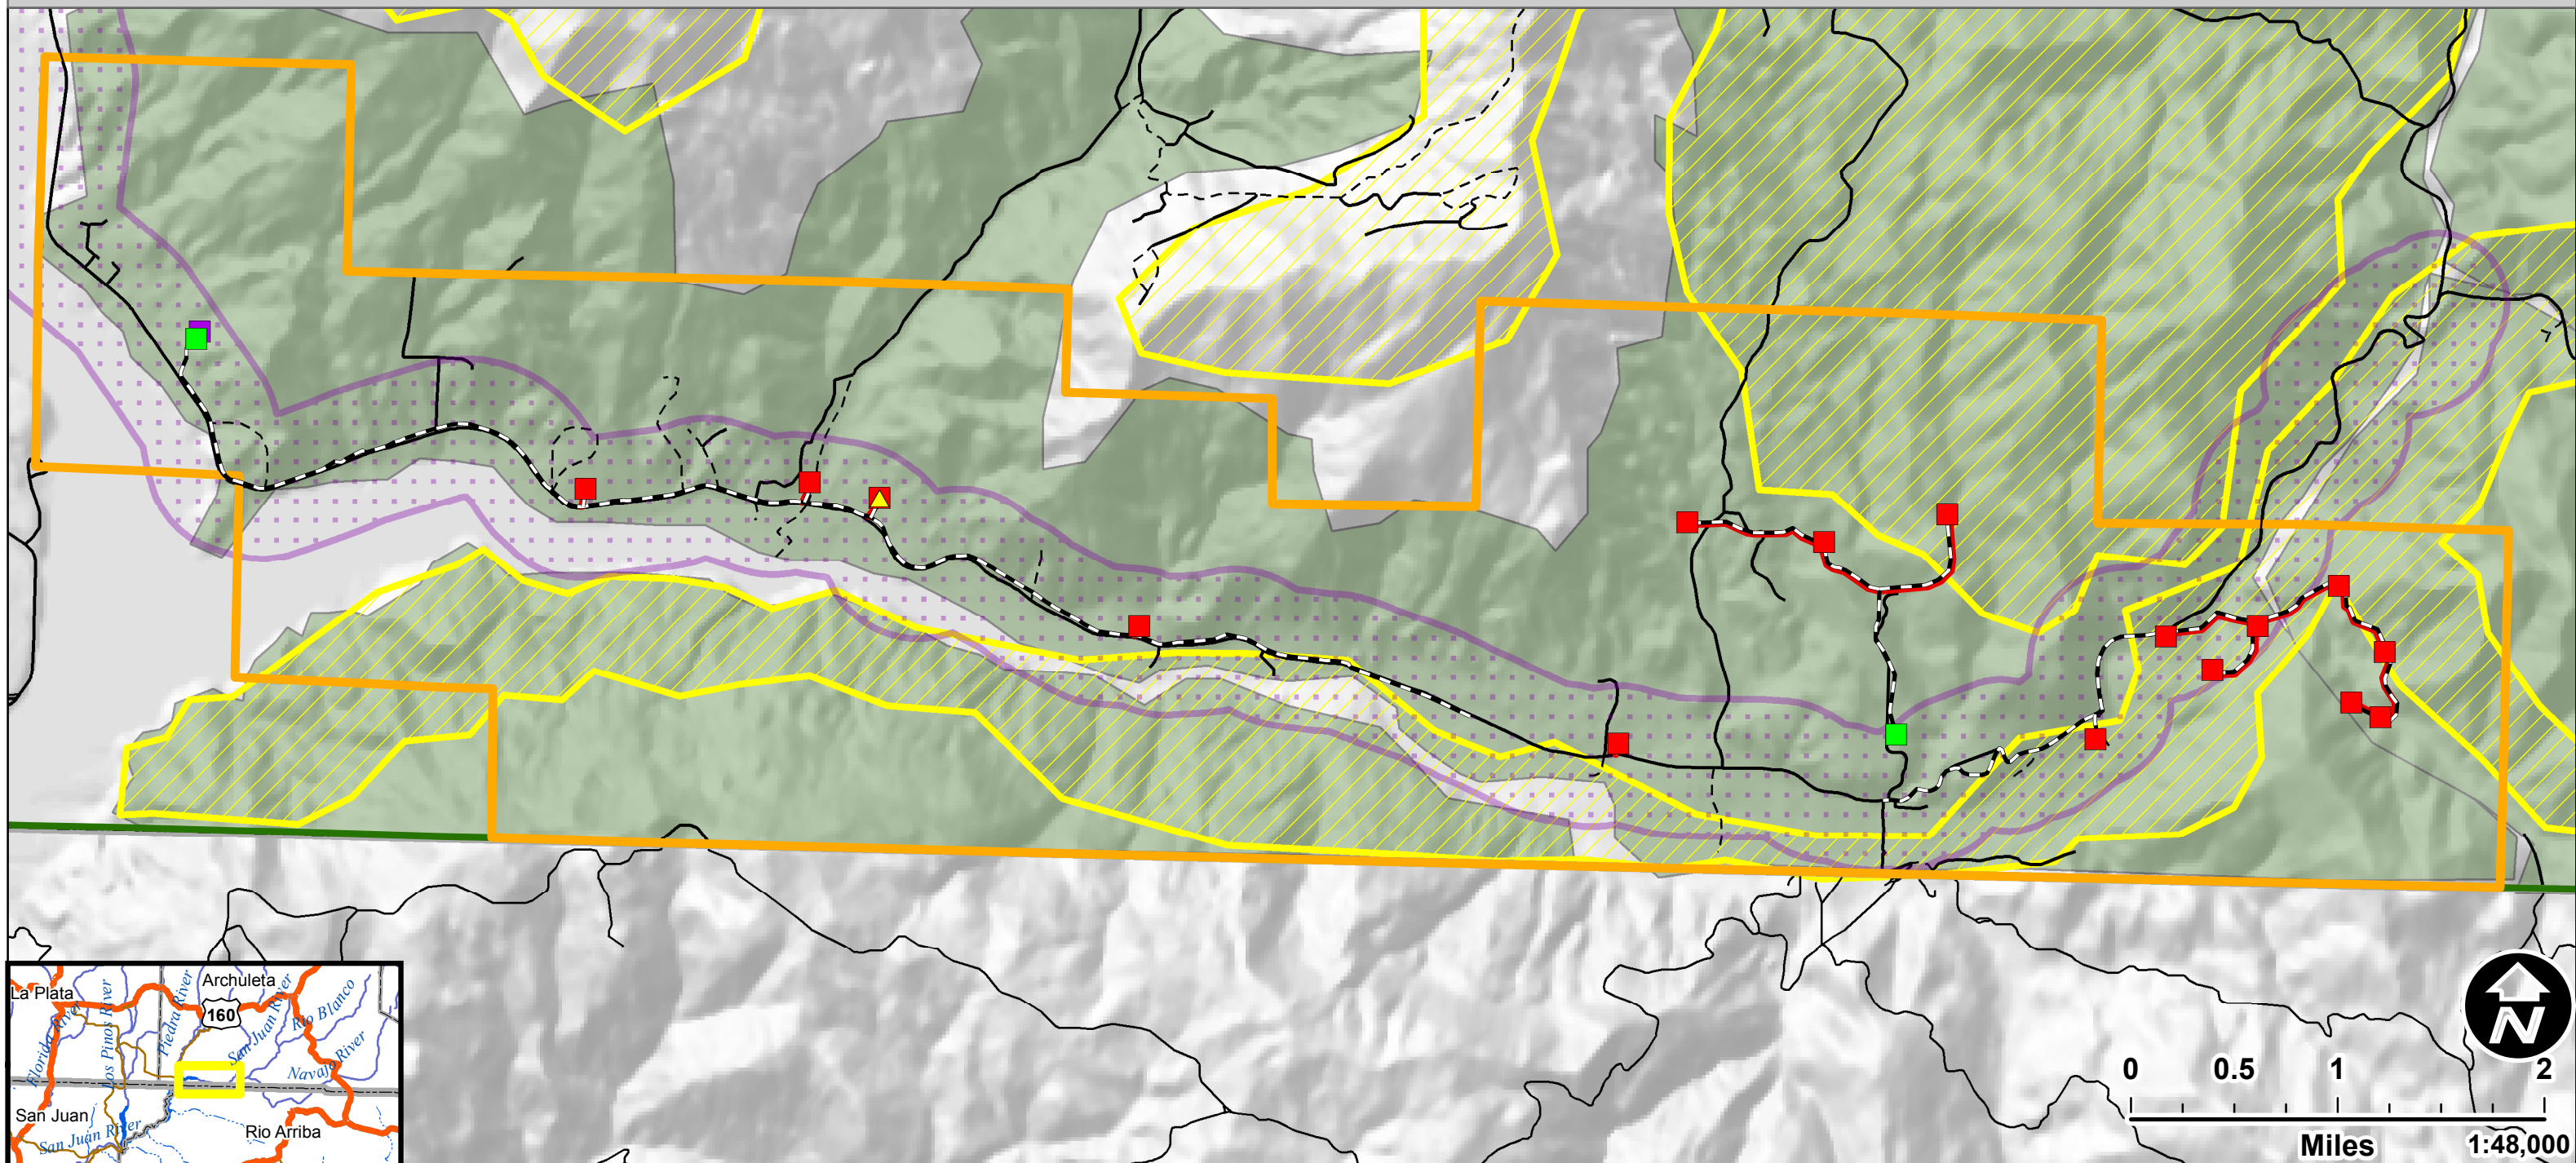 Archuleta
La Plata
160
Florida River
Los Pinos River
Piedra River
San Juan River
Rio Blanco
Navajo River
San Juan
Rio Arriba
San Juan River
N
0 0.5 1 2
Miles 1:48,000